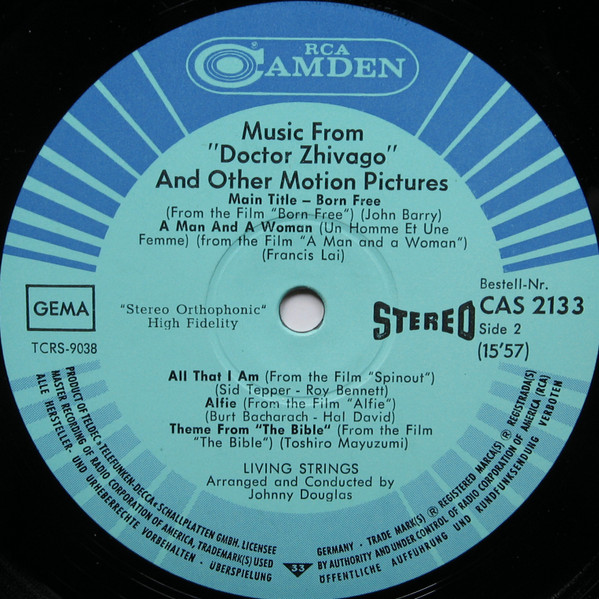 RCA
CAMDEN
Music From
"Doctor Zhivago"
And Other Motion Pictures
Main Title – Born Free
(From the Film "Born Free") (John Barry)
A Man And A Woman (Un Homme Et Une
Femme) (from the Film "A Man and a Woman")
(Francis Lai)
GEMA
TCRS-9038
"Stereo Orthophonic"
High Fidelity
STEREO
Bestell-Nr.
CAS 2133
Side 2
(15'57)
All That I Am (From the Film "Spinout")
(Sid Tepper - Roy Bennett)
Alfie (From the Film "Alfie")
(Burt Bacharach - Hal David)
Theme From "The Bible" (From the Film
"The Bible") (Toshiro Mayuzumi)
LIVING STRINGS
Arranged and Conducted by
Johnny Douglas
PRODUCT OF TELDEC »TELEFUNKEN-DECCA« SCHALLPLATTEN GMBH. LICENSEE
MASTER RECORDING OF RADIO CORPORATION OF AMERICA, TRADEMARK(S) USED
ALLE HERSTELLER- UND URHEBERRECHTE VORBEHALTEN · ÜBERSPIELUNG
33
GERMANY · TRADE MARK(S) ® REGISTERED MARCA(S) ® REGISTRADA(S)
BY AUTHORITY AND UNDER CONTROL OF RADIO CORPORATION OF AMERICA (RCA)
ÖFFENTLICHE AUFFÜHRUNG UND RUNDFUNKSENDUNG VERBOTEN